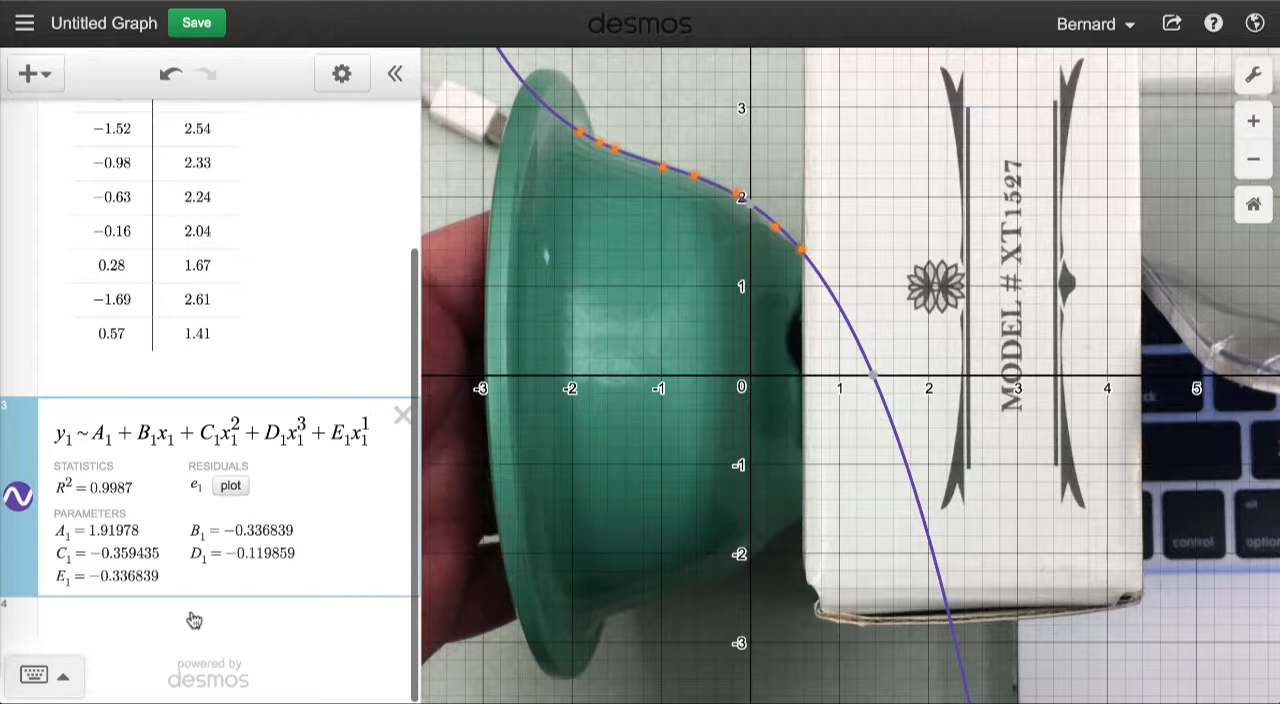 Untitled Graph Save desmos Bernard
−1.52 2.54
−0.98 2.33
−0.63 2.24
−0.16 2.04
0.28 1.67
−1.69 2.61
0.57 1.41
3
y₁ ~ A₁ + B₁x₁ + C₁x₁² + D₁x₁³ + E₁x₁¹
STATISTICS RESIDUALS
R² = 0.9987 e₁ plot
PARAMETERS
A₁ = 1.91978 B₁ = −0.336839
C₁ = −0.359435 D₁ = −0.119859
E₁ = −0.336839
4
powered by
desmos
3
2
1
-3 -2 -1 0 1 2 3 4 5
-1
-2
-3
MODEL # XT1527
control option